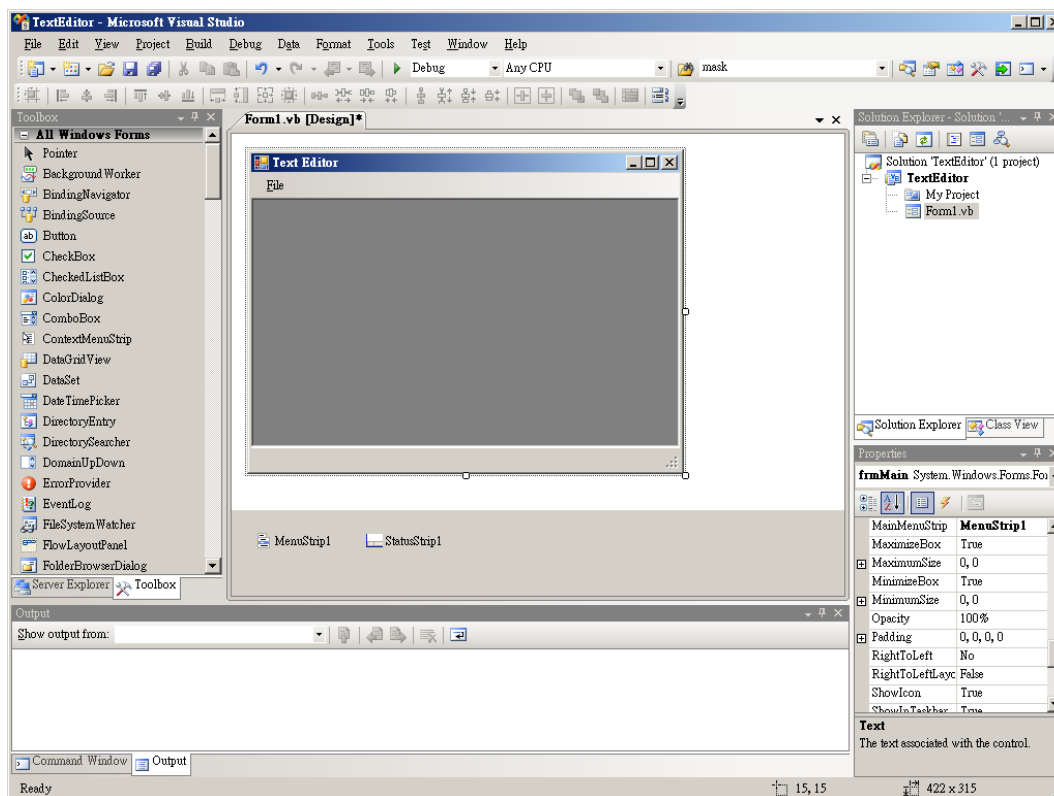 TextEditor - Microsoft Visual Studio
File Edit View Project Build Debug Data Format Tools Test Window Help
Debug Any CPU mask
Toolbox
All Windows Forms
Pointer
BackgroundWorker
BindingNavigator
BindingSource
Button
CheckBox
CheckedListBox
ColorDialog
ComboBox
ContextMenuStrip
DataGridView
DataSet
DateTimePicker
DirectoryEntry
DirectorySearcher
DomainUpDown
ErrorProvider
EventLog
FileSystemWatcher
FlowLayoutPanel
FolderBrowserDialog
Server Explorer Toolbox
Form1.vb [Design]*
Text Editor
File
MenuStrip1 StatusStrip1
Solution Explorer - Solution '...
Solution 'TextEditor' (1 project)
TextEditor
My Project
Form1.vb
Solution Explorer Class View
Properties
frmMain System.Windows.Forms.For
MainMenuStrip MenuStrip1
MaximizeBox True
MaximumSize 0, 0
MinimizeBox True
MinimumSize 0, 0
Opacity 100%
Padding 0, 0, 0, 0
RightToLeft No
RightToLeftLayc False
ShowIcon True
ShowInTaskbar True
Text
The text associated with the control.
Output
Show output from:
Command Window Output
Ready 15, 15 422 x 315